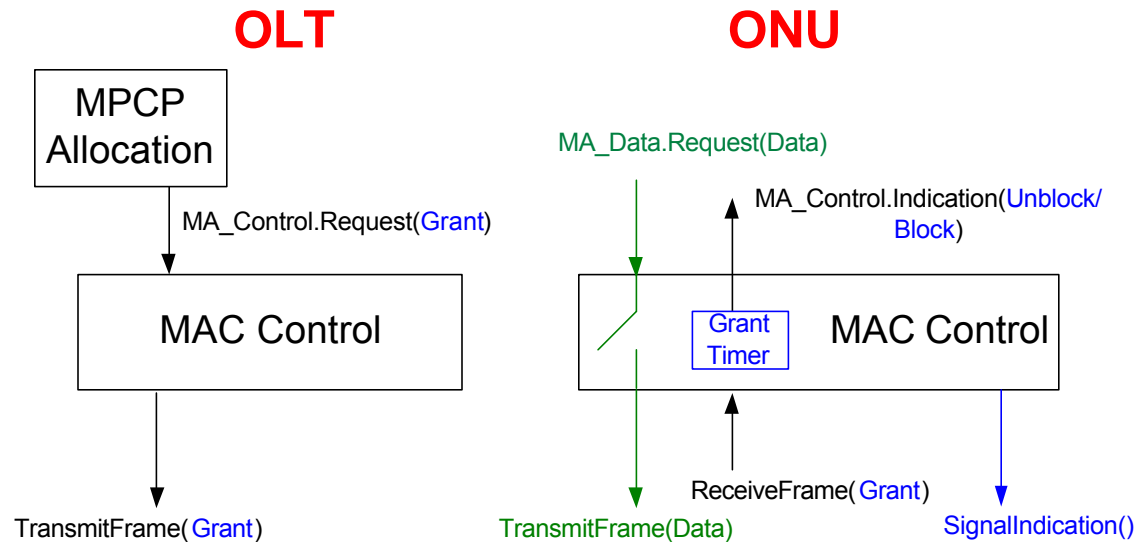 OLT
ONU
MPCP
Allocation
MA_Data.Request(Data)
MA_Control.Request(Grant)
MA_Control.Indication(Unblock/
Block)
MAC Control
Grant
Timer
MAC Control
ReceiveFrame(Grant)
TransmitFrame( Grant)
TransmitFrame(Data)
SignalIndication()